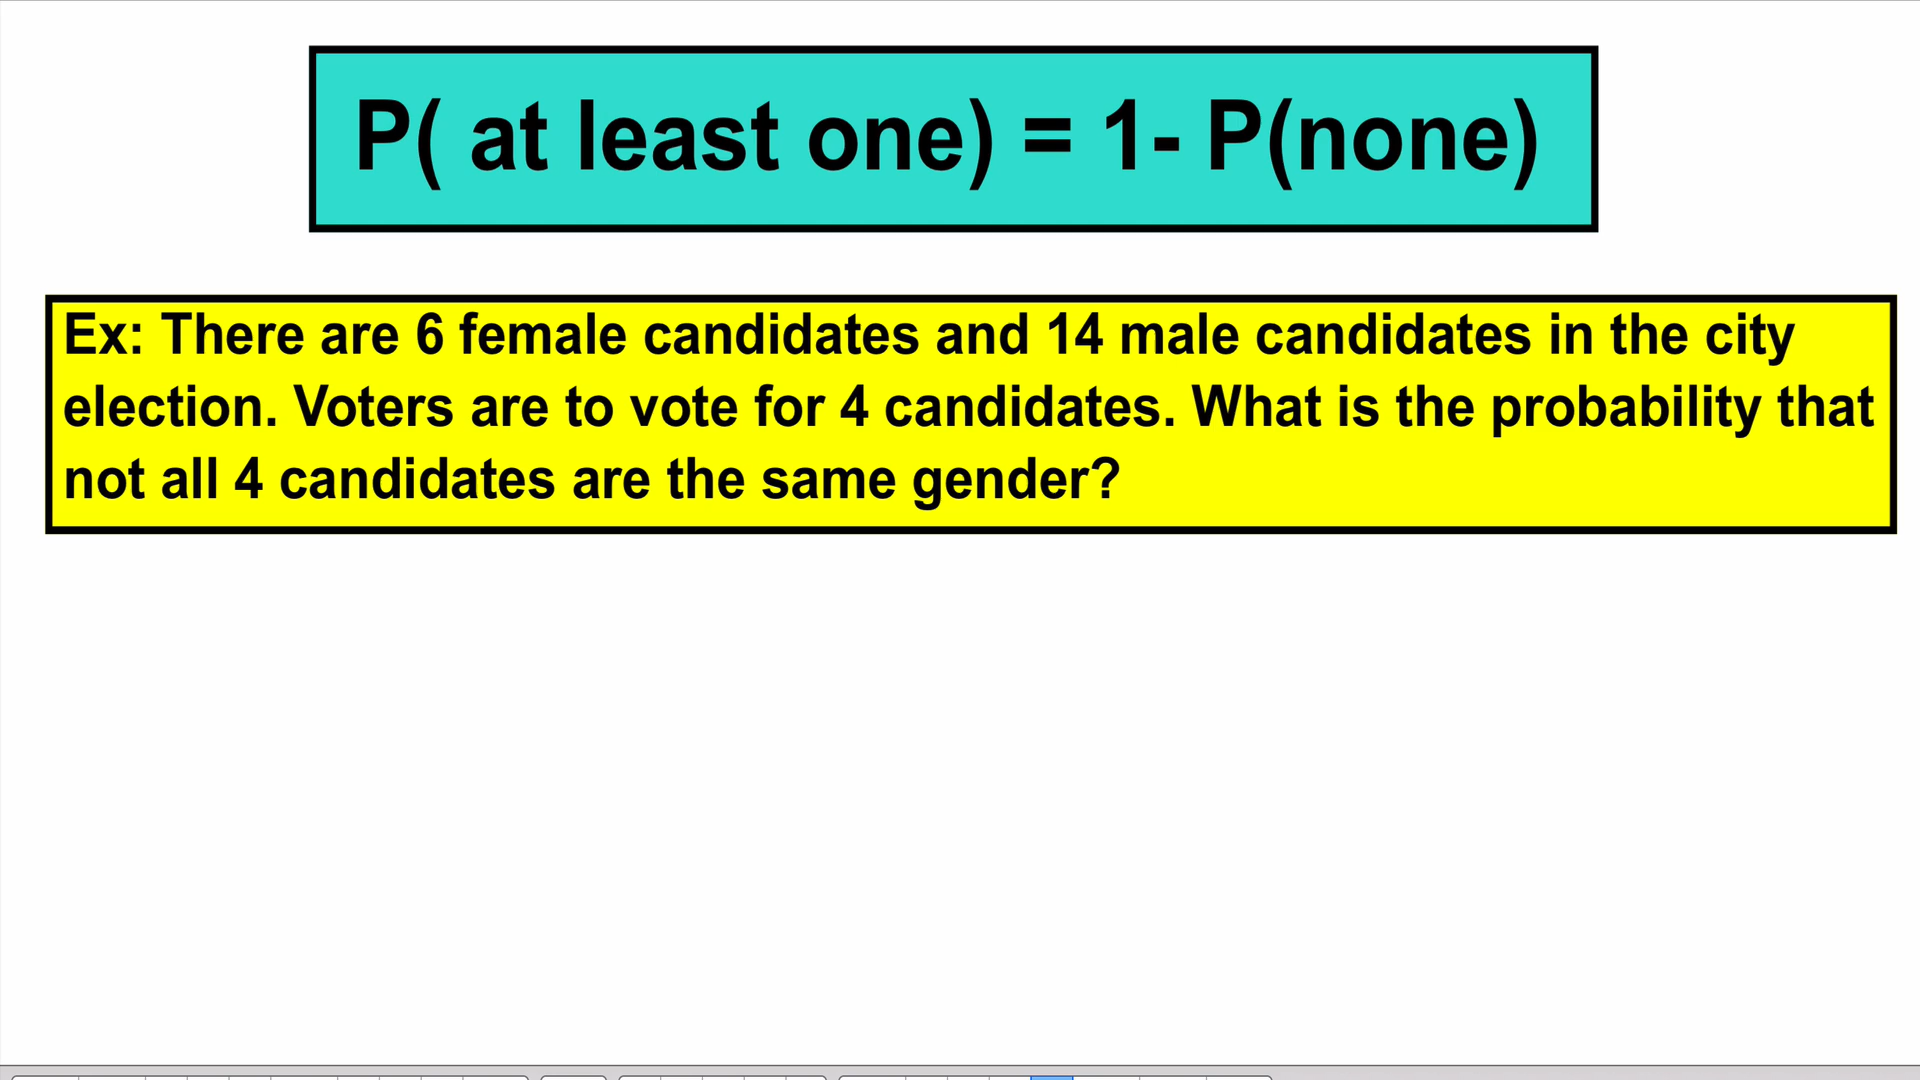 P( at least one) = 1- P(none)
Ex: There are 6 female candidates and 14 male candidates in the city
election. Voters are to vote for 4 candidates. What is the probability that
not all 4 candidates are the same gender?